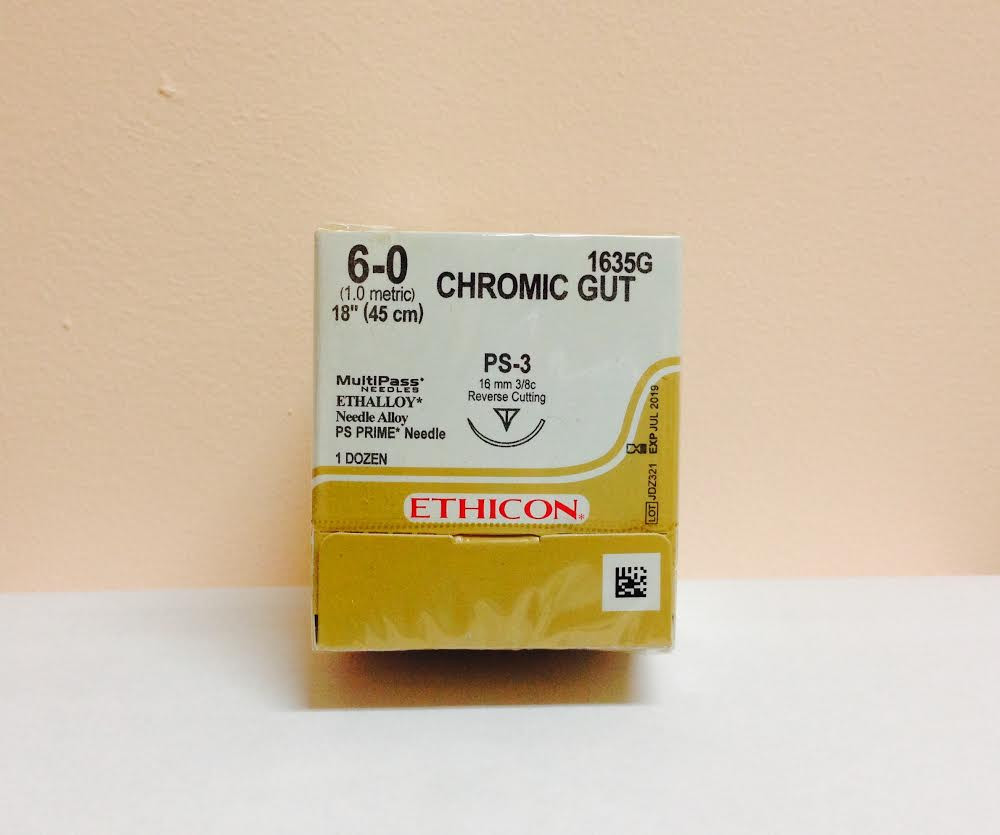 6-0
(1.0 metric)
18" (45 cm)
1635G
CHROMIC GUT
PS-3
16 mm 3/8c
Reverse Cutting
MultiPass*
NEEDLES
ETHALLOY*
Needle Alloy
PS PRIME* Needle
1 DOZEN
EXP JUL 2019
LOT JDZ321
ETHICON*